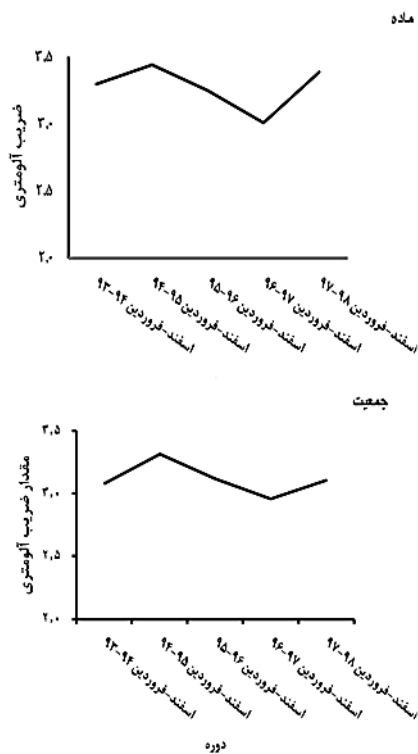 ماده
۳.۵
۳.۰
۲.۵
۲.۰
ضریب آلومتری
اسفند-فروردین ۹۴-۹۳
اسفند-فروردین ۹۵-۹۴
اسفند-فروردین ۹۶-۹۵
اسفند-فروردین ۹۷-۹۶
اسفند-فروردین ۹۸-۹۷
جمعیت
۳.۵
۳.۰
۲.۵
۲.۰
مقدار ضریب آلومتری
اسفند-فروردین ۹۴-۹۳
اسفند-فروردین ۹۵-۹۴
اسفند-فروردین ۹۶-۹۵
اسفند-فروردین ۹۷-۹۶
اسفند-فروردین ۹۸-۹۷
دوره